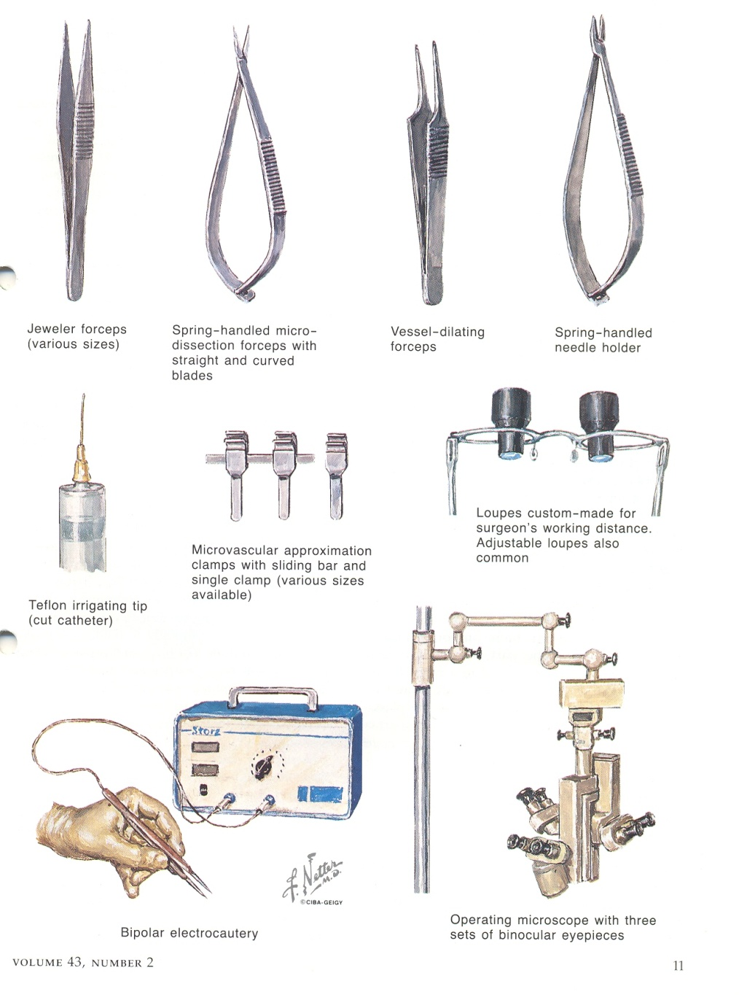 Jeweler forceps
(various sizes)
Spring-handled micro-
dissection forceps with
straight and curved
blades
Vessel-dilating
forceps
Spring-handled
needle holder
Teflon irrigating tip
(cut catheter)
Microvascular approximation
clamps with sliding bar and
single clamp (various sizes
available)
Loupes custom-made for
surgeon's working distance.
Adjustable loupes also
common
Storz
F. Netter
M.D.
©CIBA-GEIGY
Bipolar electrocautery
Operating microscope with three
sets of binocular eyepieces
VOLUME 43, NUMBER 2
11